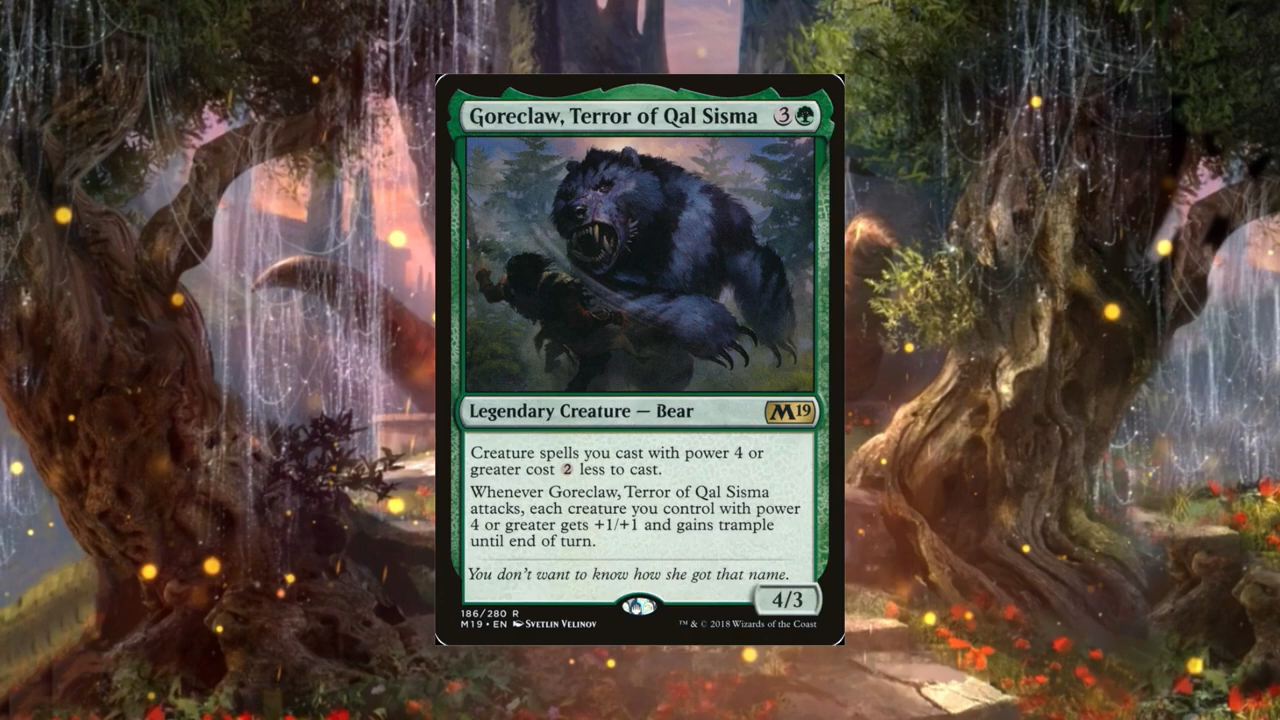 Goreclaw, Terror of Qal Sisma 3
Legendary Creature — Bear M19
Creature spells you cast with power 4 or
greater cost 2 less to cast.
Whenever Goreclaw, Terror of Qal Sisma
attacks, each creature you control with power
4 or greater gets +1/+1 and gains trample
until end of turn.
You don't want to know how she got that name.
4/3
186/280 R
M19 • EN Svetlin Velinov ™ & © 2018 Wizards of the Coast